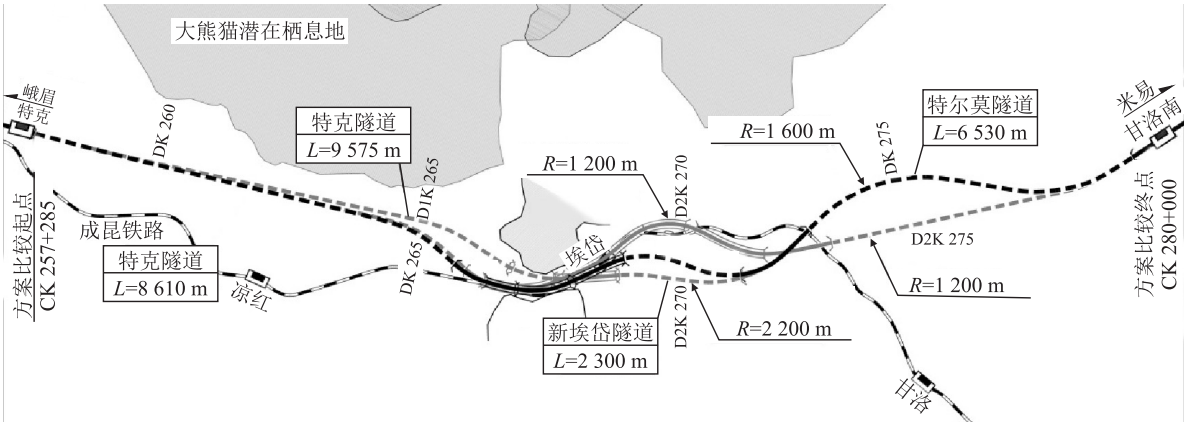 大熊猫潜在栖息地
峨眉
特克
DK 260
特克隧道
L=9 575 m
D1K 265
R=1 200 m
D2K 270
R=1 600 m
DK 275
特尔莫隧道
L=6 530 m
米易
甘洛南
方案比较起点
CK 257+285
成昆铁路
特克隧道
L=8 610 m
凉红
DK 265
埃岱
新埃岱隧道
L=2 300 m
D2K 270
R=2 200 m
D2K 275
R=1 200 m
甘洛
方案比较终点
CK 280+000